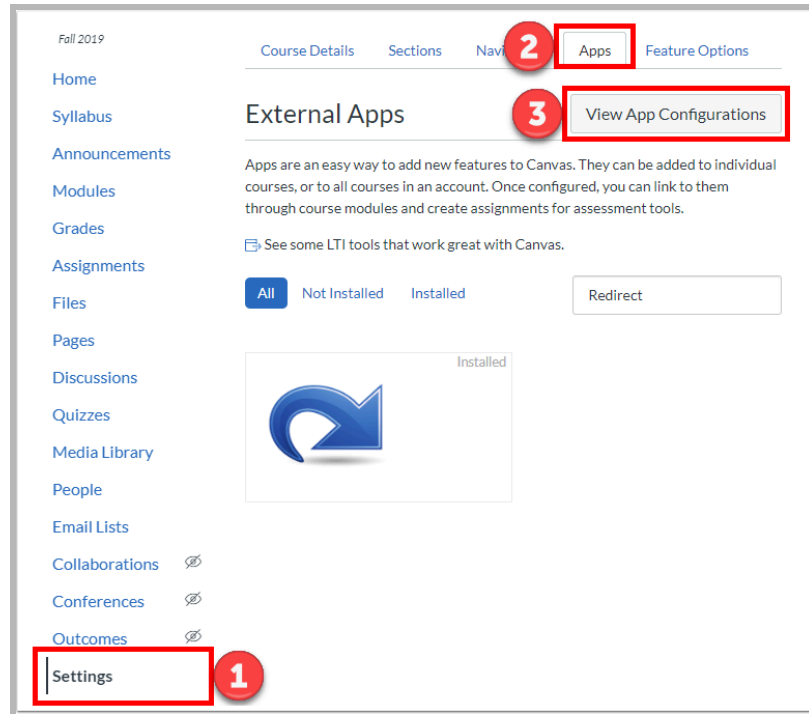 Fall 2019
Home
Syllabus
Announcements
Modules
Grades
Assignments
Files
Pages
Discussions
Quizzes
Media Library
People
Email Lists
Collaborations
Conferences
Outcomes
Settings
1
Course Details Sections Navi 2 Apps Feature Options
External Apps 3 View App Configurations
Apps are an easy way to add new features to Canvas. They can be added to individual
courses, or to all courses in an account. Once configured, you can link to them
through course modules and create assignments for assessment tools.
See some LTI tools that work great with Canvas.
All Not Installed Installed Redirect
Installed